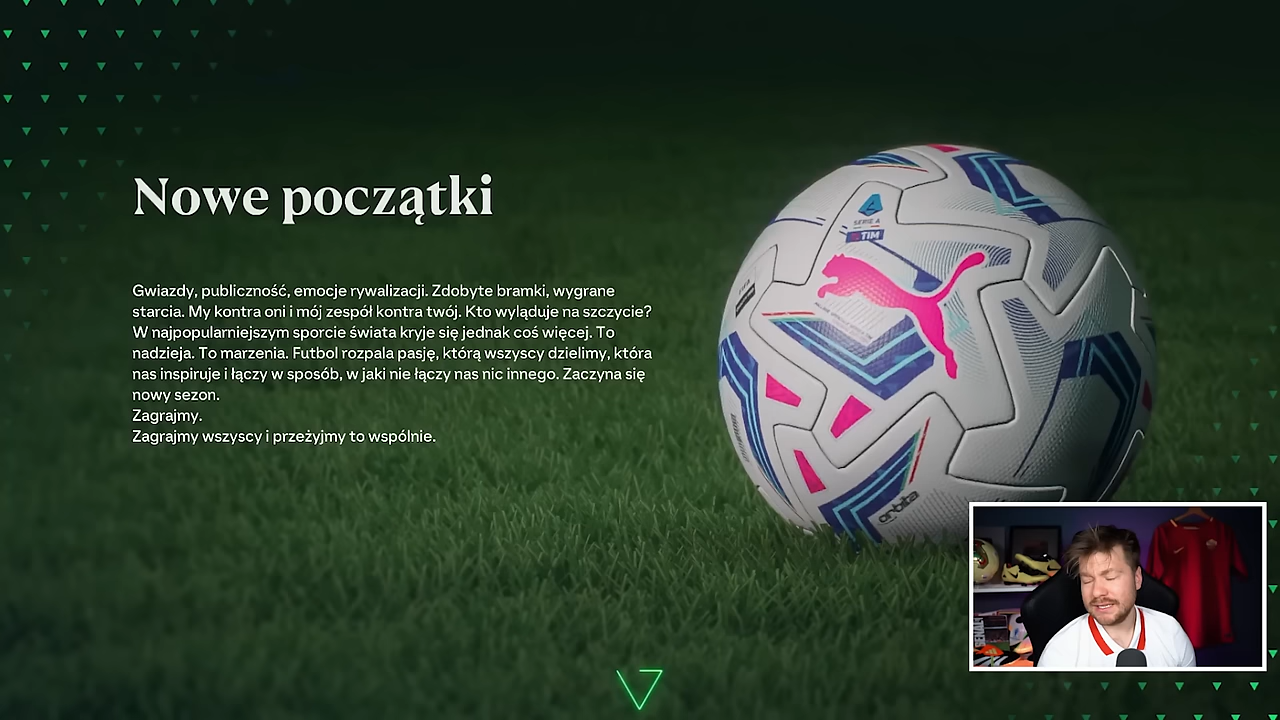 Nowe początki
Gwiazdy, publiczność, emocje rywalizacji. Zdobyte bramki, wygrane
starcia. My kontra oni i mój zespół kontra twój. Kto wyląduje na szczycie?
W najpopularniejszym sporcie świata kryje się jednak coś więcej. To
nadzieja. To marzenia. Futbol rozpala pasję, którą wszyscy dzielimy, która
nas inspiruje i łączy w sposób, w jaki nie łączy nas nic innego. Zaczyna się
nowy sezon.
Zagrajmy.
Zagrajmy wszyscy i przeżyjmy to wspólnie.
SERIE A
TIM
orbita